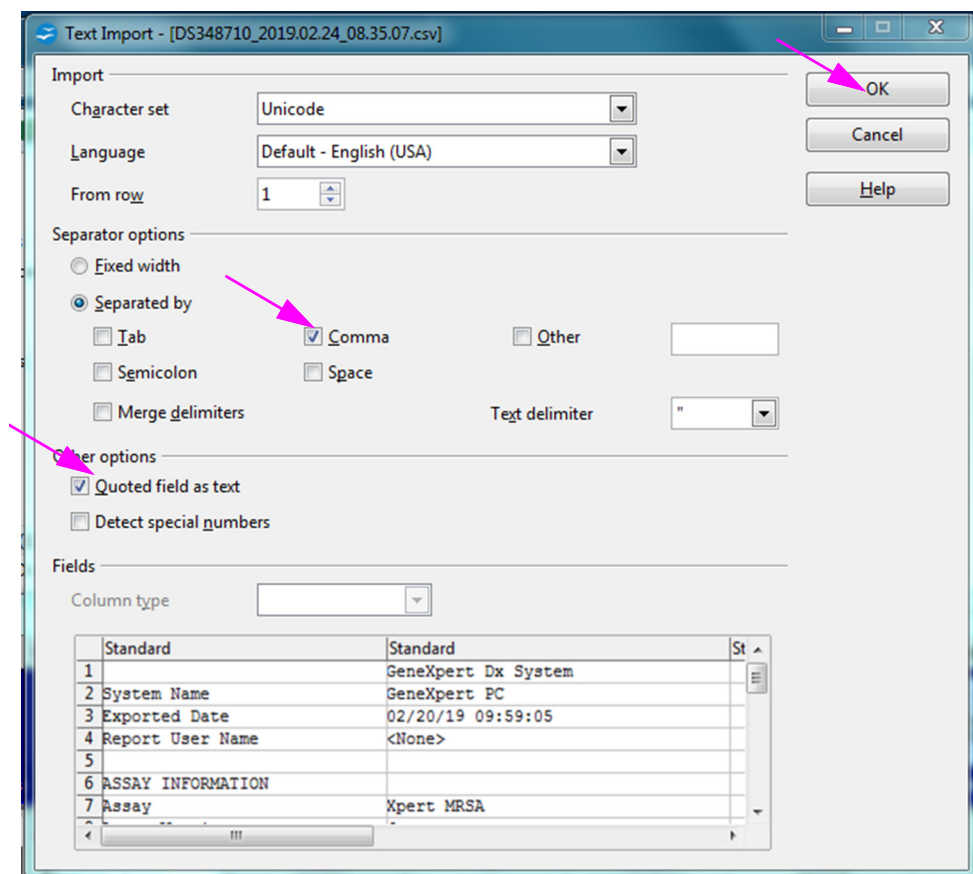 Text Import - [DS348710_2019.02.24_08.35.07.csv]
Import
OK
Character set Unicode
Cancel
Language Default - English (USA)
From row 1
Help
Separator options
Fixed width
Separated by
Tab Comma Other
Semicolon Space
Merge delimiters Text delimiter "
Other options
Quoted field as text
Detect special numbers
Fields
Column type
Standard Standard St
1 GeneXpert Dx System
2 System Name GeneXpert PC
3 Exported Date 02/20/19 09:59:05
4 Report User Name <None>
5
6 ASSAY INFORMATION
7 Assay Xpert MRSA